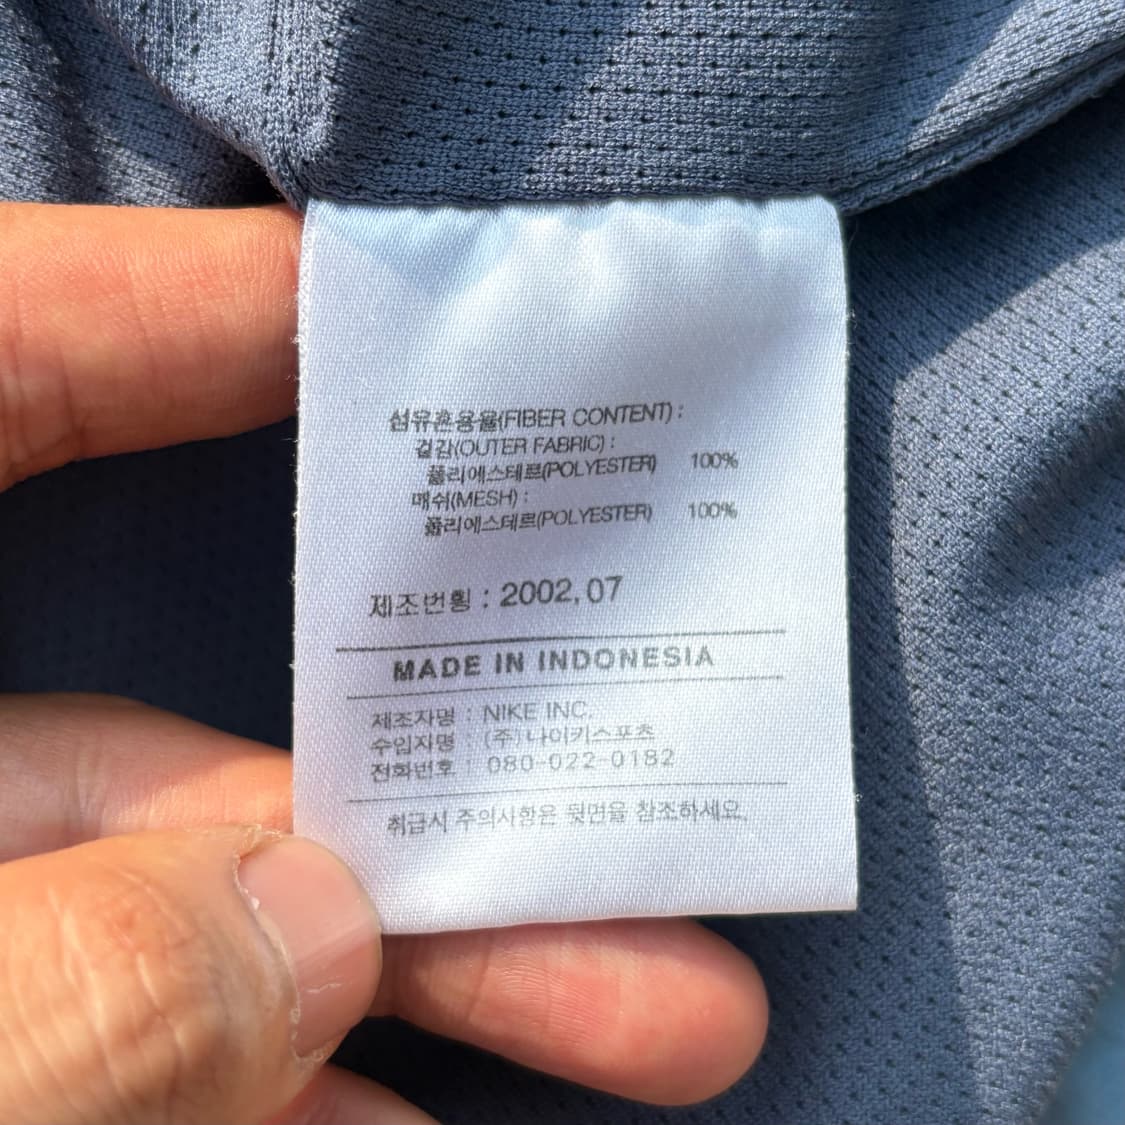 섬유혼용율(FIBER CONTENT) :
겉감(OUTER FABRIC) :
폴리에스테르(POLYESTER) 100%
매쉬(MESH) :
폴리에스테르(POLYESTER) 100%
제조번횡 : 2002.07
MADE IN INDONESIA
제조자명 : NIKE INC.
수입자명 : (주)나이키스포츠
전화번호 : 080-022-0182
취급시 주의사항은 뒷면을 참조하세요.